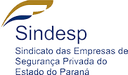 Sindesp
Sindicato das Empresas de
Segurança Privada do
Estado do Paraná